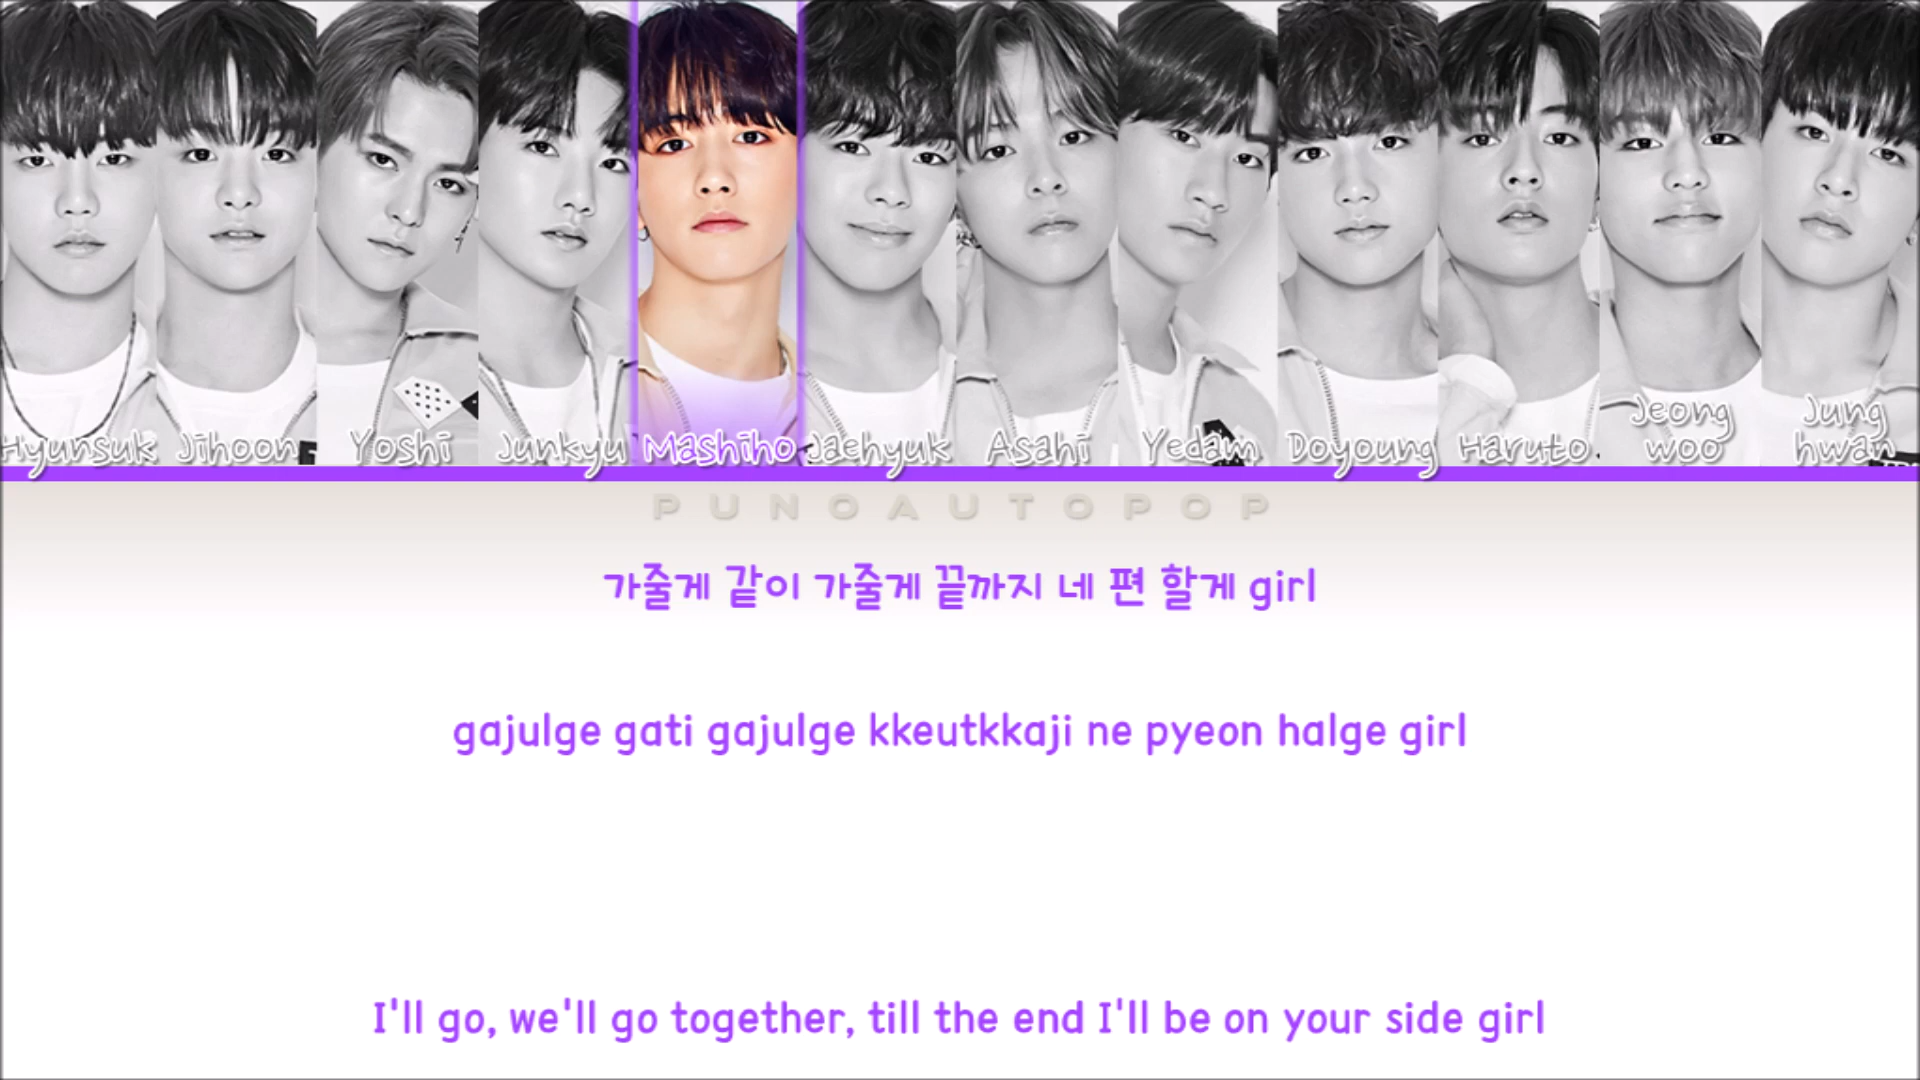 Hyunsuk Jihoon Yoshi Junkyu Mashiho Jaehyuk Asahi Yedam Doyoung Haruto Jeong woo Jung hwan
PUNOAUTOPOP
가줄게 같이 가줄게 끝까지 네 편 할게 girl
gajulge gati gajulge kkeutkkaji ne pyeon halge girl
I'll go, we'll go together, till the end I'll be on your side girl